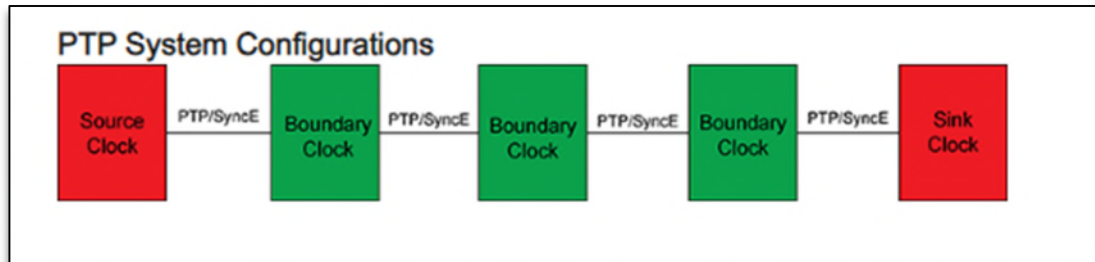 PTP System Configurations
Source
Clock
PTP/SyncE
Boundary
Clock
PTP/SyncE
Boundary
Clock
PTP/SyncE
Boundary
Clock
PTP/SyncE
Sink
Clock